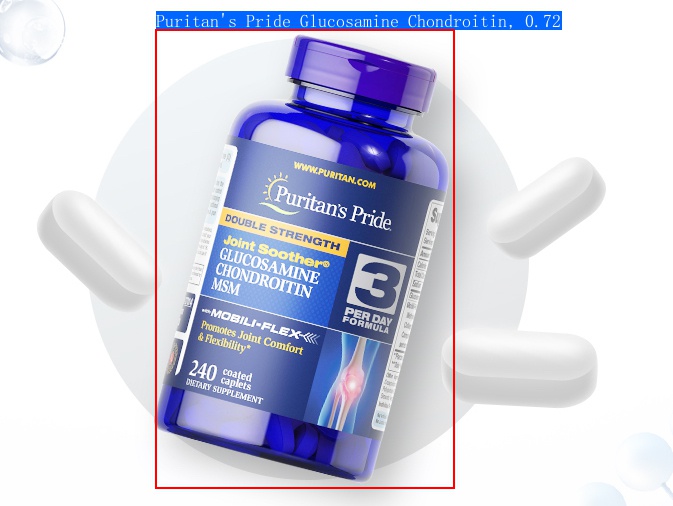 Puritan's Pride Glucosamine Chondroitin, 0.72
WWW.PURITAN.COM
Puritan's Pride
DOUBLE STRENGTH
Joint Soother®
GLUCOSAMINE
CHONDROITIN
MSM
3
PER DAY
FORMULA
with MOBILI-FLEX
Promotes Joint Comfort
& Flexibility*
240 coated
caplets
DIETARY SUPPLEMENT